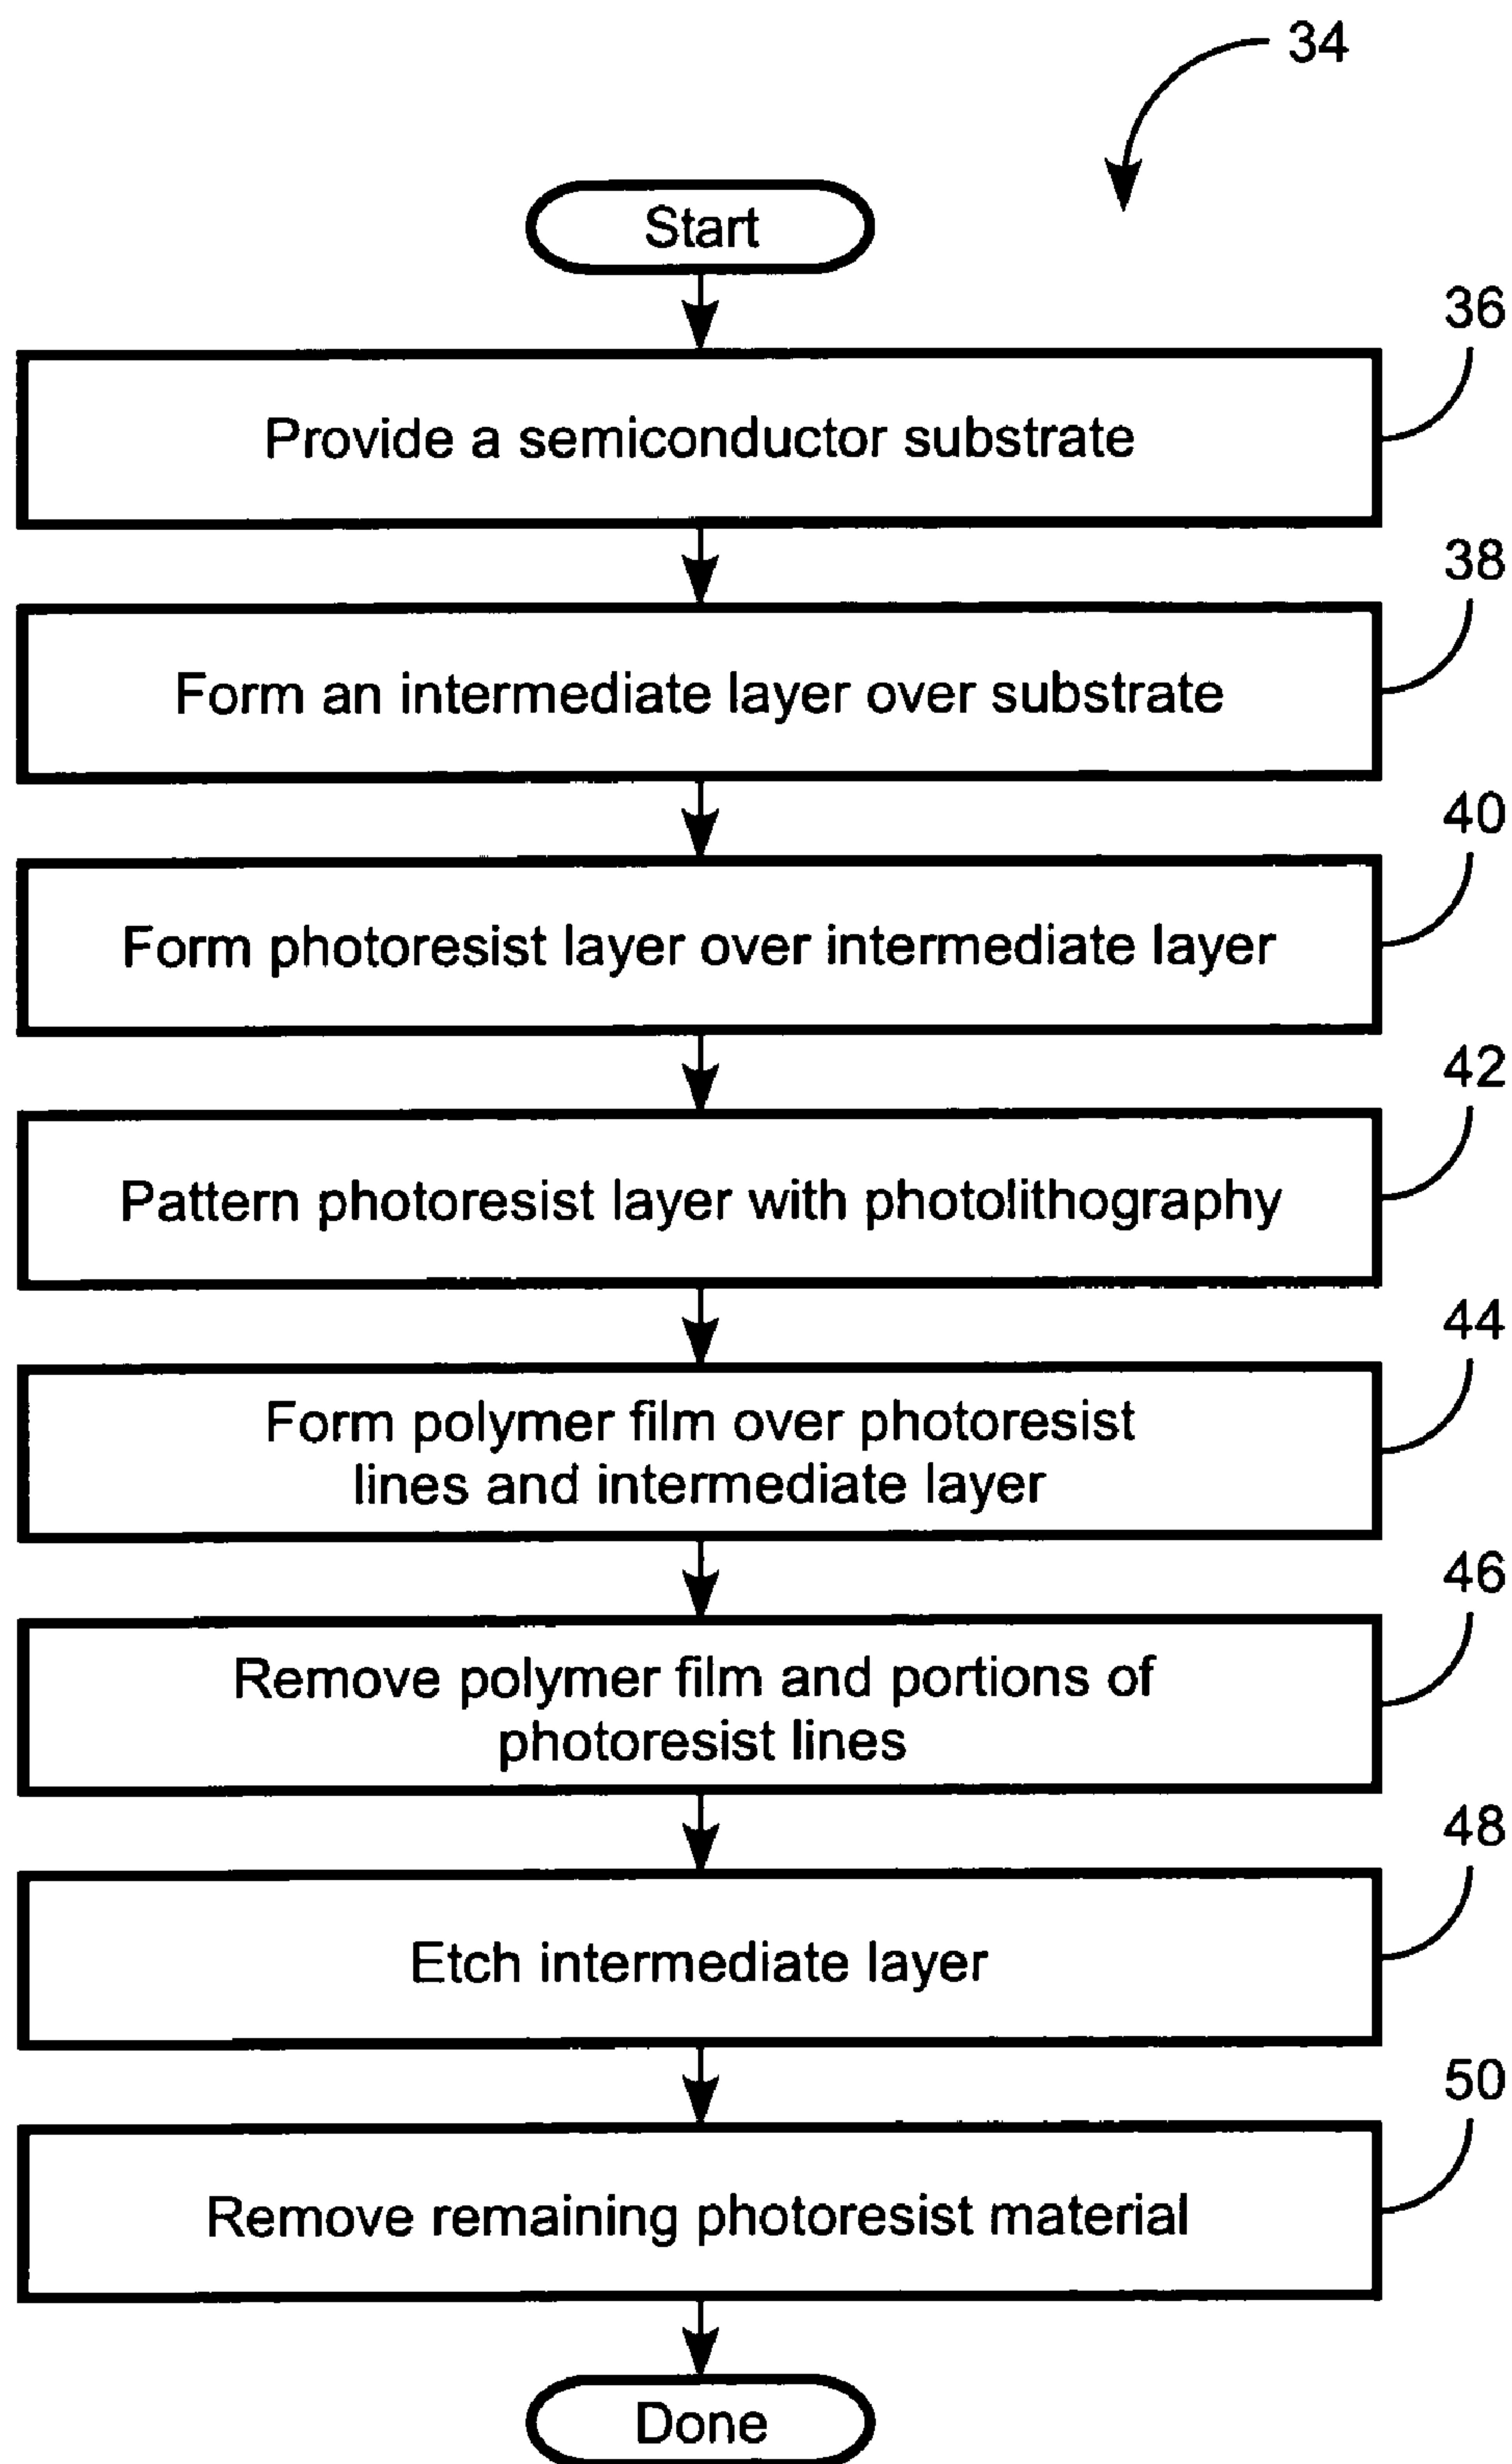 34
Start
36
Provide a semiconductor substrate
38
Form an intermediate layer over substrate
40
Form photoresist layer over intermediate layer
42
Pattern photoresist layer with photolithography
44
Form polymer film over photoresist
lines and intermediate layer
46
Remove polymer film and portions of
photoresist lines
48
Etch intermediate layer
50
Remove remaining photoresist material
Done